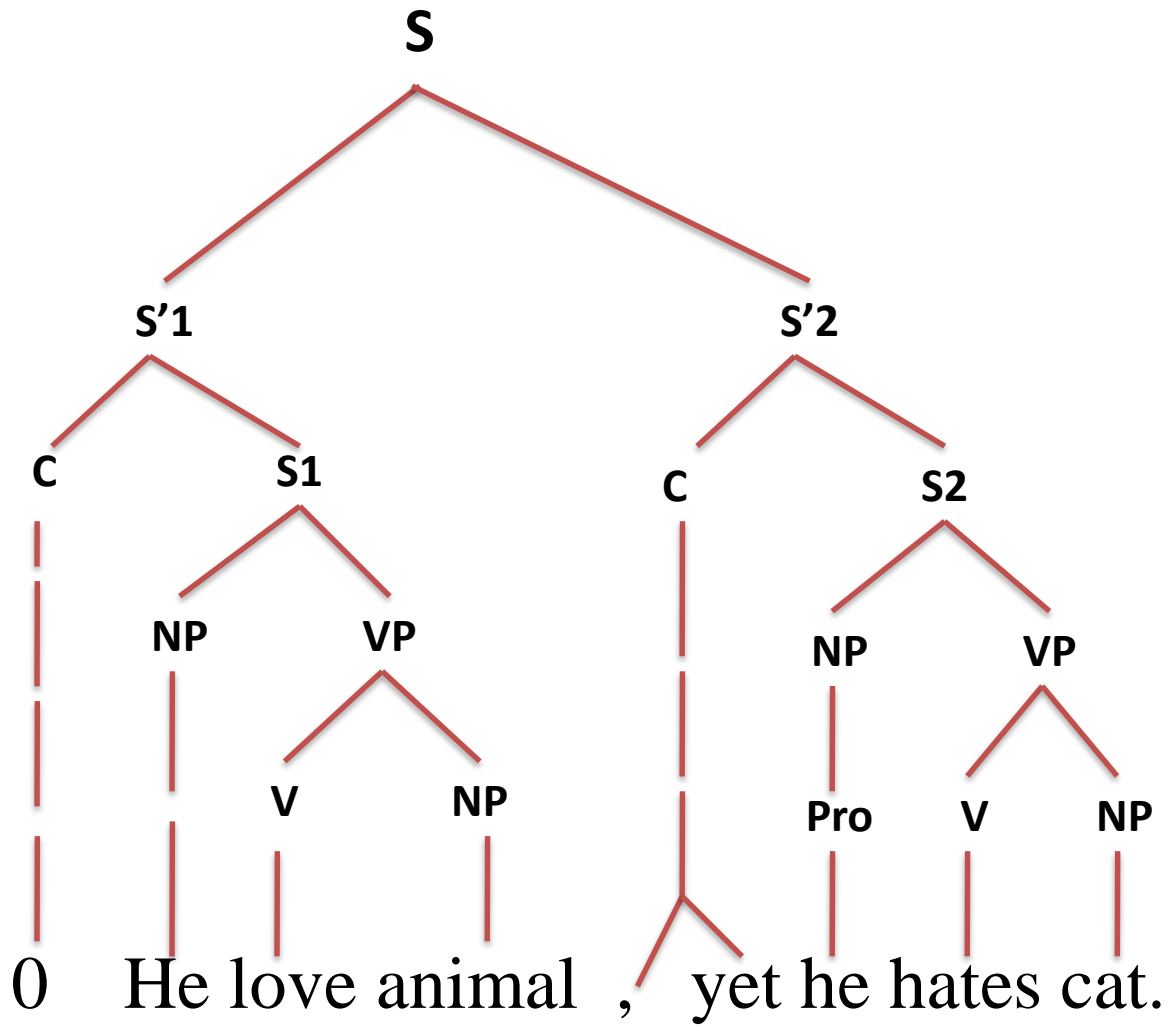 S
S’1 S’2
C S1 C S2
NP VP NP VP
V NP Pro V NP
0 He love animal , yet he hates cat.